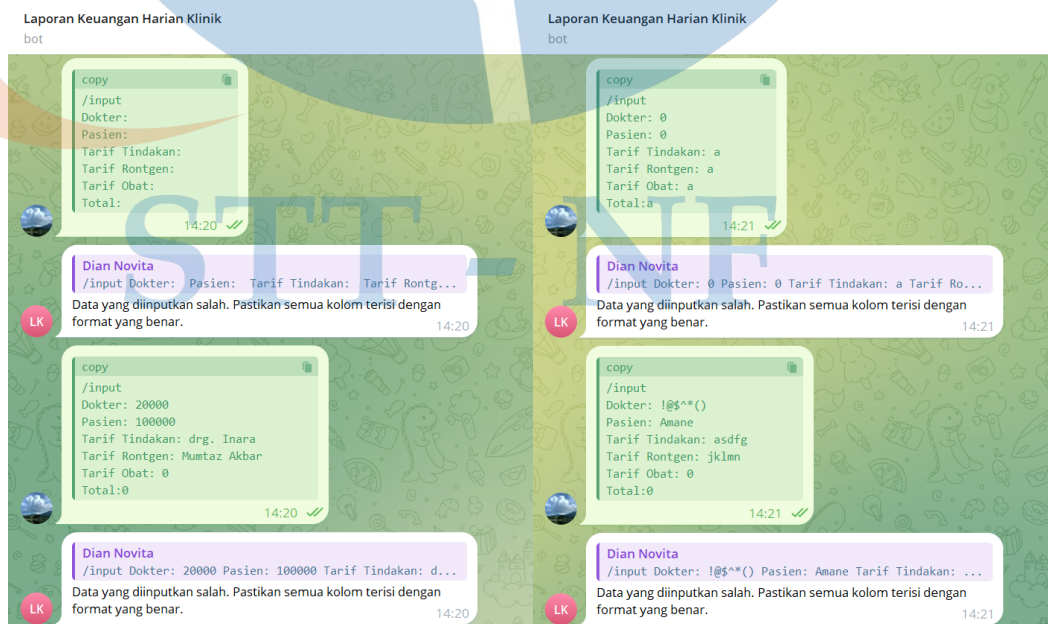 Laporan Keuangan Harian Klinik
bot
copy
/input
Dokter:
Pasien:
Tarif Tindakan:
Tarif Rontgen:
Tarif Obat:
Total:
14:20
Dian Novita
/input Dokter:  Pasien:  Tarif Tindakan:  Tarif Rontg...
Data yang diinputkan salah. Pastikan semua kolom terisi dengan
format yang benar.
14:20
LK
copy
/input
Dokter: 20000
Pasien: 100000
Tarif Tindakan: drg. Inara
Tarif Rontgen: Mumtaz Akbar
Tarif Obat: 0
Total:0
14:20
Dian Novita
/input Dokter: 20000 Pasien: 100000 Tarif Tindakan: d...
Data yang diinputkan salah. Pastikan semua kolom terisi dengan
format yang benar.
14:20
LK
Laporan Keuangan Harian Klinik
bot
copy
/input
Dokter: 0
Pasien: 0
Tarif Tindakan: a
Tarif Rontgen: a
Tarif Obat: a
Total:a
14:21
Dian Novita
/input Dokter: 0 Pasien: 0 Tarif Tindakan: a Tarif Ro...
Data yang diinputkan salah. Pastikan semua kolom terisi dengan
format yang benar.
14:21
LK
copy
/input
Dokter: !@$^*()
Pasien: Amane
Tarif Tindakan: asdfg
Tarif Rontgen: jklmn
Tarif Obat: 0
Total:0
14:21
Dian Novita
/input Dokter: !@$^*() Pasien: Amane Tarif Tindakan: ...
Data yang diinputkan salah. Pastikan semua kolom terisi dengan
format yang benar.
14:21
LK
STT - NF